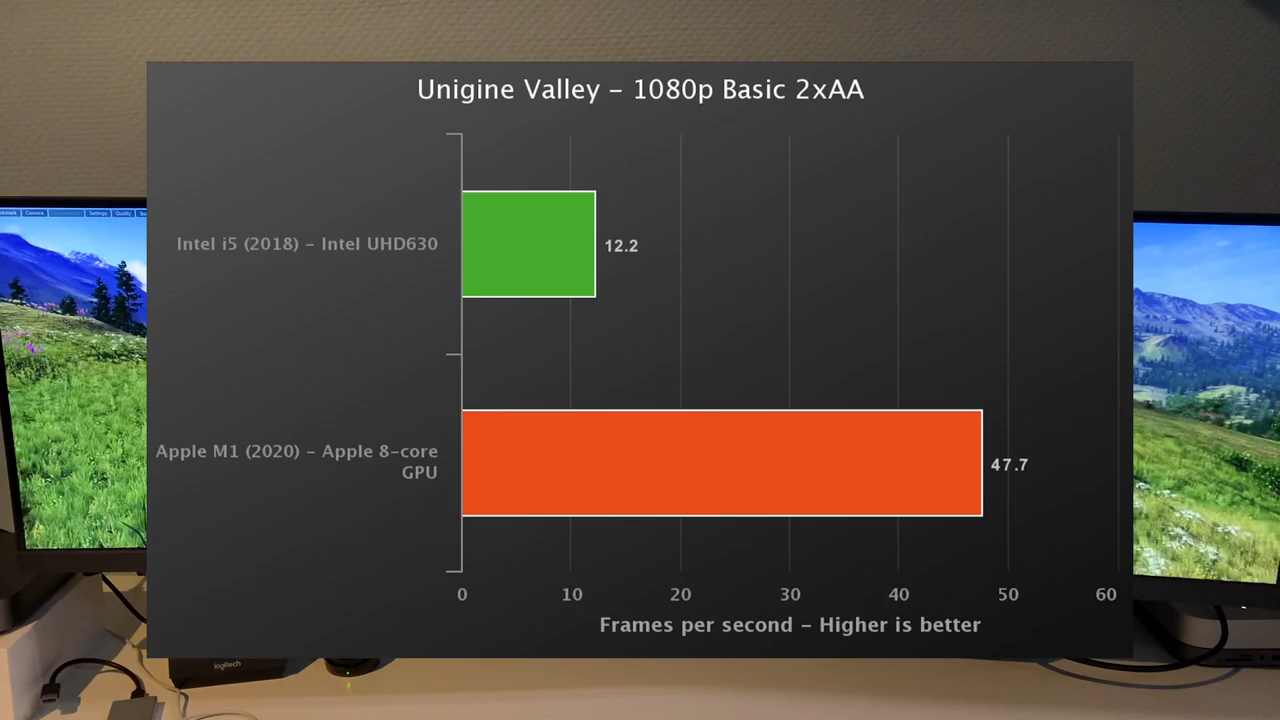 Unigine Valley – 1080p Basic 2xAA
Intel i5 (2018) – Intel UHD630
12.2
Apple M1 (2020) – Apple 8-core
GPU
47.7
0 10 20 30 40 50 60
Frames per second – Higher is better
Camera
Settings
Quality
logitech